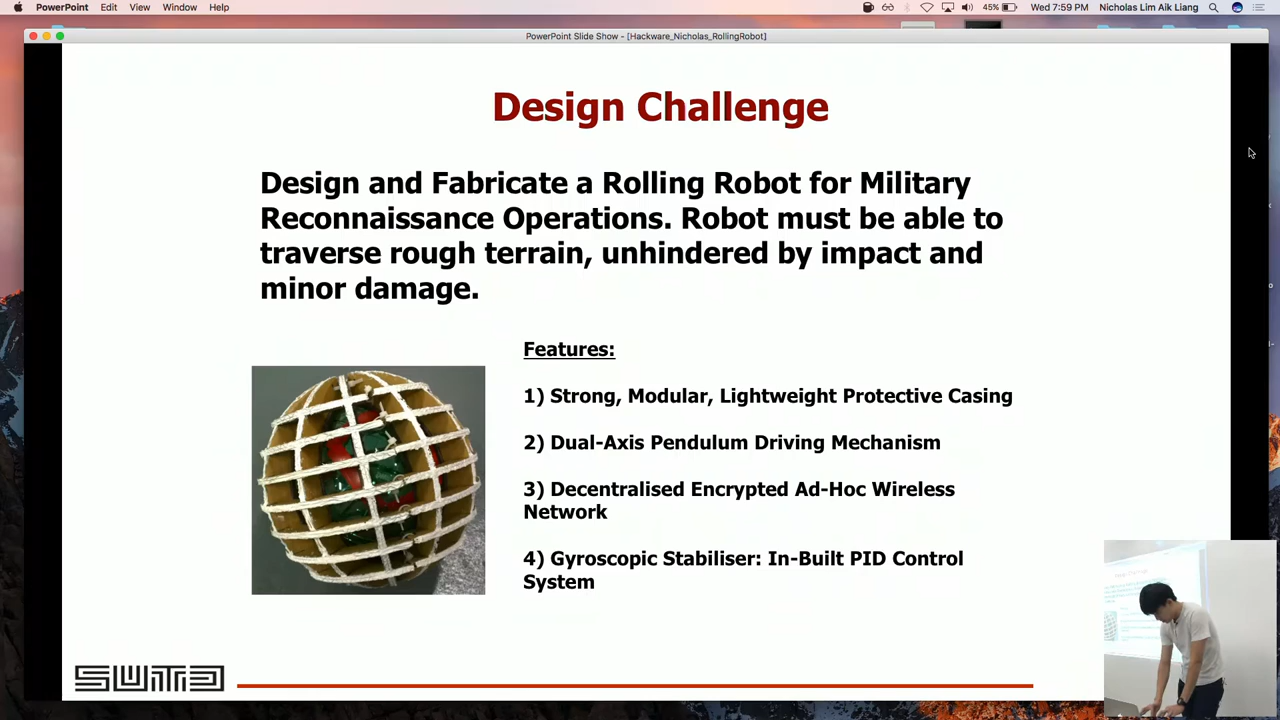 PowerPoint Edit View Window Help 45% Wed 7:59 PM Nicholas Lim Aik Liang
PowerPoint Slide Show - [Hackware_Nicholas_RollingRobot]
Design Challenge
Design and Fabricate a Rolling Robot for Military
Reconnaissance Operations. Robot must be able to
traverse rough terrain, unhindered by impact and
minor damage.
Features:
1) Strong, Modular, Lightweight Protective Casing
2) Dual-Axis Pendulum Driving Mechanism
3) Decentralised Encrypted Ad-Hoc Wireless
Network
4) Gyroscopic Stabiliser: In-Built PID Control
System
SUTD